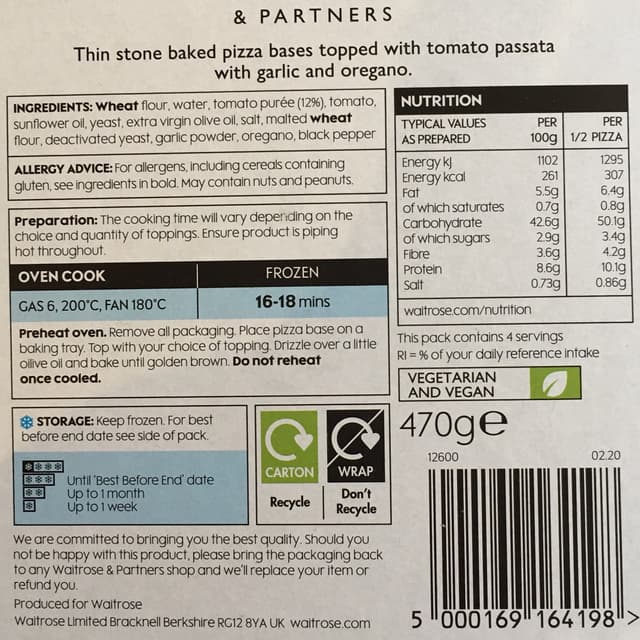 & PARTNERS
Thin stone baked pizza bases topped with tomato passata
with garlic and oregano.
INGREDIENTS: Wheat flour, water, tomato purée (12%), tomato,
sunflower oil, yeast, extra virgin olive oil, salt, malted wheat
flour, deactivated yeast, garlic powder, oregano, black pepper
ALLERGY ADVICE: For allergens, including cereals containing
gluten, see ingredients in bold. May contain nuts and peanuts.
Preparation: The cooking time will vary depending on the
choice and quantity of toppings. Ensure product is piping
hot throughout.
OVEN COOK FROZEN
GAS 6, 200°C, FAN 180°C 16-18 mins
Preheat oven. Remove all packaging. Place pizza base on a
baking tray. Top with your choice of topping. Drizzle over a little
olive oil and bake until golden brown. Do not reheat
once cooled.
STORAGE: Keep frozen. For best
before end date see side of pack.
Until 'Best Before End' date
Up to 1 month
Up to 1 week
CARTON
Recycle
WRAP
Don't
Recycle
We are committed to bringing you the best quality. Should you
not be happy with this product, please bring the packaging back
to any Waitrose & Partners shop and we'll replace your item or
refund you.
Produced for Waitrose
Waitrose Limited Bracknell Berkshire RG12 8YA UK waitrose.com
NUTRITION
TYPICAL VALUES PER PER
AS PREPARED 100g 1/2 PIZZA
Energy kJ 1102 1295
Energy kcal 261 307
Fat 5.5g 6.4g
of which saturates 0.7g 0.8g
Carbohydrate 42.6g 50.1g
of which sugars 2.9g 3.4g
Fibre 3.6g 4.2g
Protein 8.6g 10.1g
Salt 0.73g 0.86g
waitrose.com/nutrition
This pack contains 4 servings
RI = % of your daily reference intake
VEGETARIAN
AND VEGAN
470g℮
12600 02.20
5 000169 164198 >